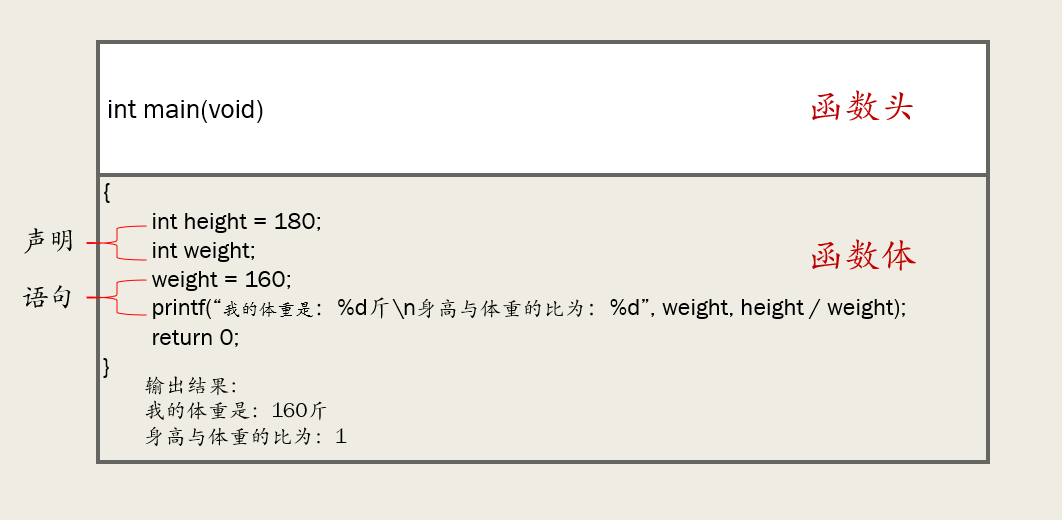 int main(void)
函数头
{
int height = 180;
声明
int weight;
函数体
weight = 160;
语句
printf(“我的体重是：%d斤\n身高与体重的比为：%d”, weight, height / weight);
return 0;
}
输出结果：
我的体重是：160斤
身高与体重的比为：1